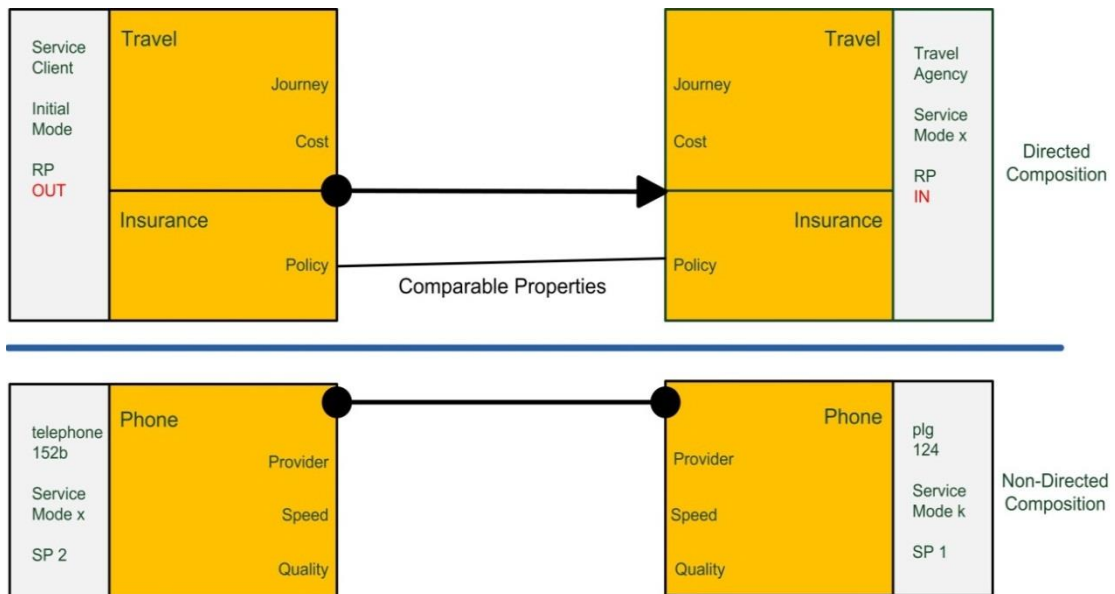 Service
Client
Initial
Mode
RP
OUT
Travel
Journey
Cost
Insurance
Policy
Comparable Properties
Travel
Journey
Cost
Insurance
Policy
Travel
Agency
Service
Mode x
RP
IN
Directed
Composition
telephone
152b
Service
Mode x
SP 2
Phone
Provider
Speed
Quality
Phone
Provider
Speed
Quality
plg
124
Service
Mode k
SP 1
Non-Directed
Composition